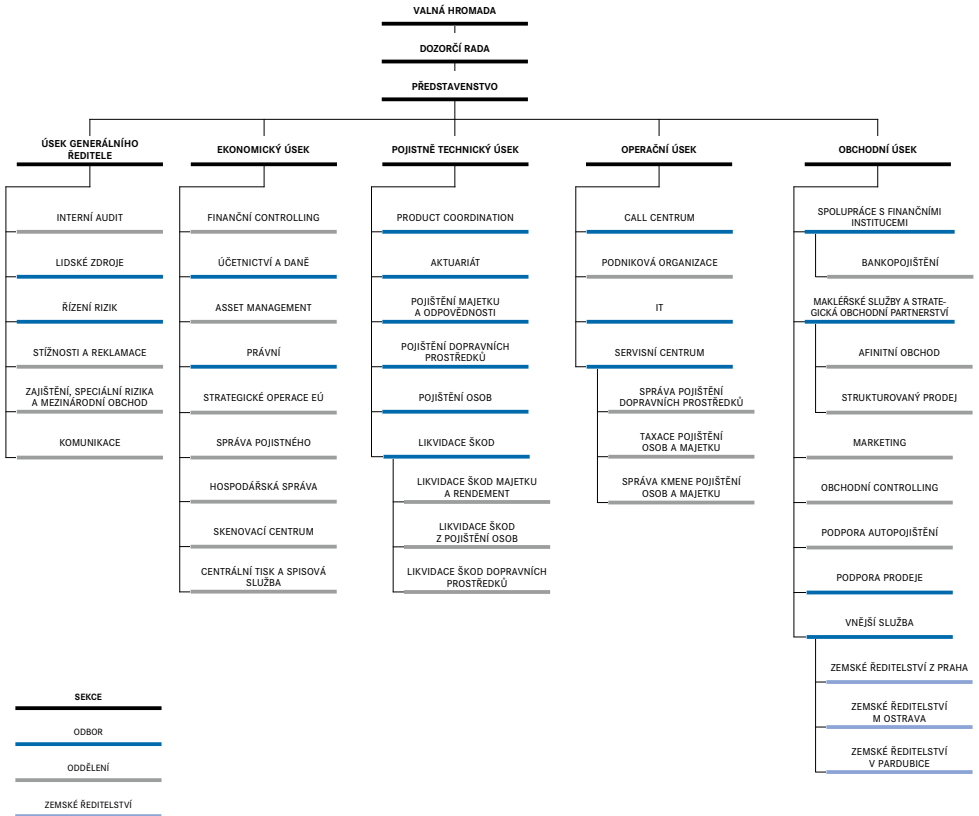 VALNÁ HROMADA
DOZORČÍ RADA
PŘEDSTAVENSTVO
ÚSEK GENERÁLNÍHO
ŘEDITELE
INTERNÍ AUDIT
LIDSKÉ ZDROJE
ŘÍZENÍ RIZIK
STÍŽNOSTI A REKLAMACE
ZAJIŠTĚNÍ, SPECIÁLNÍ RIZIKA
A MEZINÁRODNÍ OBCHOD
KOMUNIKACE
EKONOMICKÝ ÚSEK
FINANČNÍ CONTROLLING
ÚČETNICTVÍ A DANĚ
ASSET MANAGEMENT
PRÁVNÍ
STRATEGICKÉ OPERACE EÚ
SPRÁVA POJISTNÉHO
HOSPODÁŘSKÁ SPRÁVA
SKENOVACÍ CENTRUM
CENTRÁLNÍ TISK A SPISOVÁ
SLUŽBA
POJISTNĚ TECHNICKÝ ÚSEK
PRODUCT COORDINATION
AKTUARIÁT
POJIŠTĚNÍ MAJETKU
A ODPOVĚDNOSTI
POJIŠTĚNÍ DOPRAVNÍCH
PROSTŘEDKŮ
POJIŠTĚNÍ OSOB
LIKVIDACE ŠKOD
LIKVIDACE ŠKOD MAJETKU
A RENDEMENT
LIKVIDACE ŠKOD
Z POJIŠTĚNÍ OSOB
LIKVIDACE ŠKOD DOPRAVNÍCH
PROSTŘEDKŮ
OPERAČNÍ ÚSEK
CALL CENTRUM
PODNIKOVÁ ORGANIZACE
IT
SERVISNÍ CENTRUM
SPRÁVA POJIŠTĚNÍ
DOPRAVNÍCH PROSTŘEDKŮ
TAXACE POJIŠTĚNÍ
OSOB A MAJETKU
SPRÁVA KMENE POJIŠTĚNÍ
OSOB A MAJETKU
OBCHODNÍ ÚSEK
SPOLUPRÁCE S FINANČNÍMI
INSTITUCEMI
BANKOPOJIŠTĚNÍ
MAKLÉŘSKÉ SLUŽBY A STRATE-
GICKÁ OBCHODNÍ PARTNERSTVÍ
AFINITNÍ OBCHOD
STRUKTUROVANÝ PRODEJ
MARKETING
OBCHODNÍ CONTROLLING
PODPORA AUTOPOJIŠTĚNÍ
PODPORA PRODEJE
VNĚJŠÍ SLUŽBA
ZEMSKÉ ŘEDITELSTVÍ Z PRAHA
ZEMSKÉ ŘEDITELSTVÍ
M OSTRAVA
ZEMSKÉ ŘEDITELSTVÍ
V PARDUBICE
SEKCE
ODBOR
ODDĚLENÍ
ZEMSKÉ ŘEDITELSTVÍ